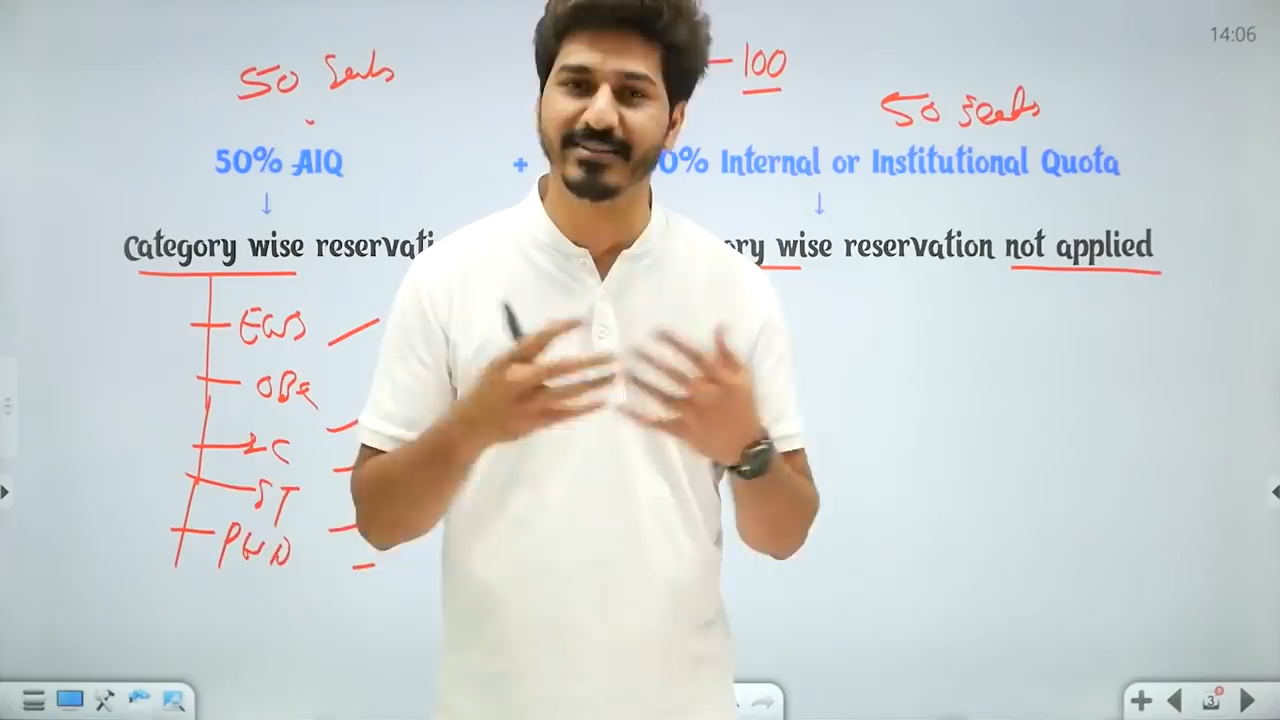 14:06
50 Seats
100
50 Seats
50% AIQ + 0% Internal or Institutional Quota
↓ ↓
Category wise reservati ory wise reservation not applied
EWS
OBC
SC
ST
PWD
3